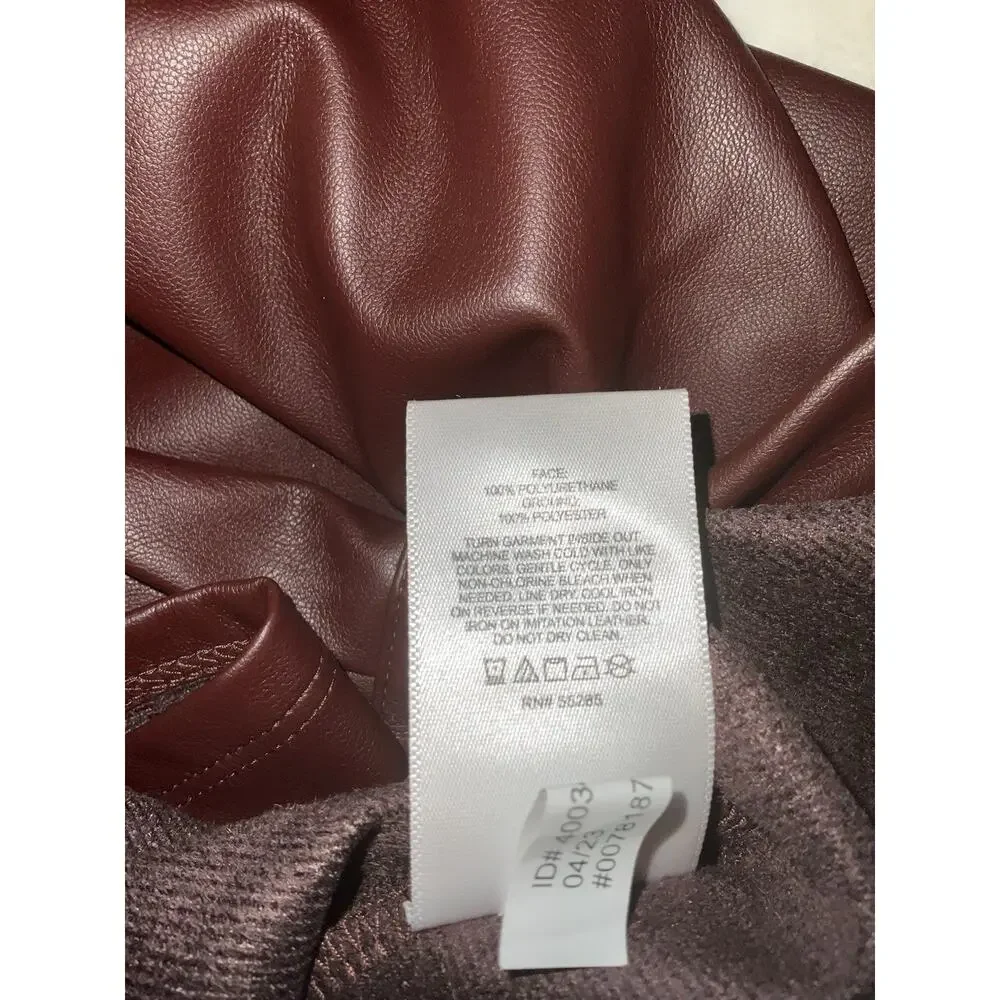 FACE:
100% POLYURETHANE
GROUND:
100% POLYESTER
TURN GARMENT INSIDE OUT.
MACHINE WASH COLD WITH LIKE
COLORS, GENTLE CYCLE. ONLY
NON-CHLORINE BLEACH WHEN
NEEDED. LINE DRY. COOL IRON
ON REVERSE IF NEEDED. DO NOT
IRON ON IMITATION LEATHER.
DO NOT DRY CLEAN.
RN# 55285
ID# 4003
04/23
#0078187